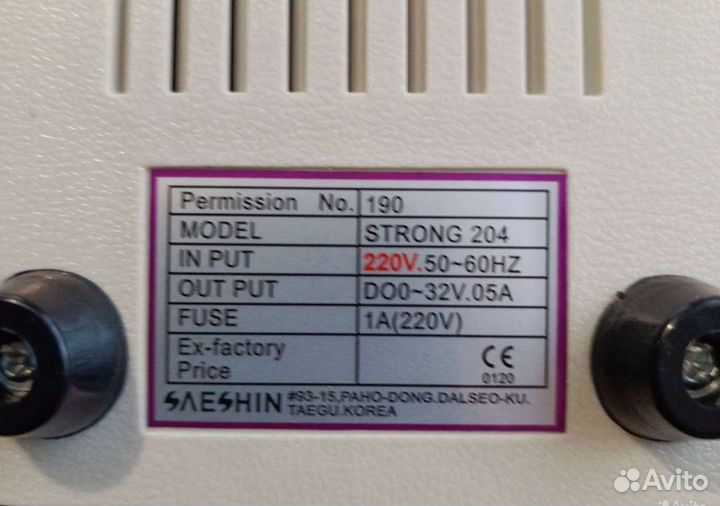 Permission No. 190
MODEL STRONG 204
IN PUT 220V.50~60HZ
OUT PUT DO0~32V.05A
FUSE 1A(220V)
Ex-factory
Price
CE
0120
SAESHIN #93-15,PAHO-DONG.DALSEO-KU.
TAEGU.KOREA
Avito